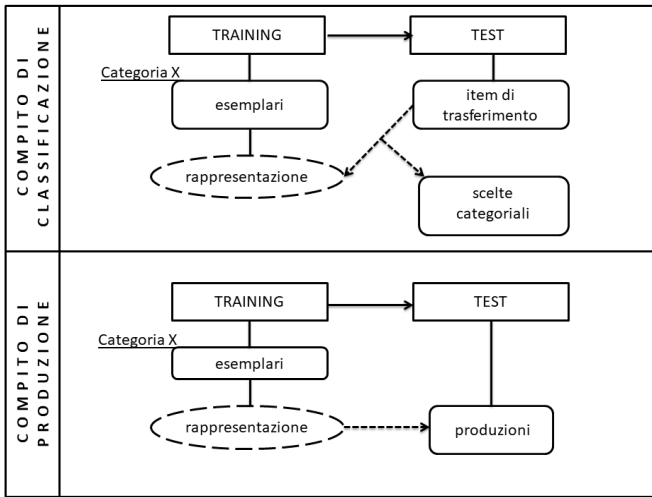 COMPITO DI
CLASSIFICAZIONE
TRAINING
TEST
Categoria X
esemplari
item di
trasferimento
rappresentazione
scelte
categoriali
COMPITO DI
PRODUZIONE
TRAINING
TEST
Categoria X
esemplari
rappresentazione
produzioni